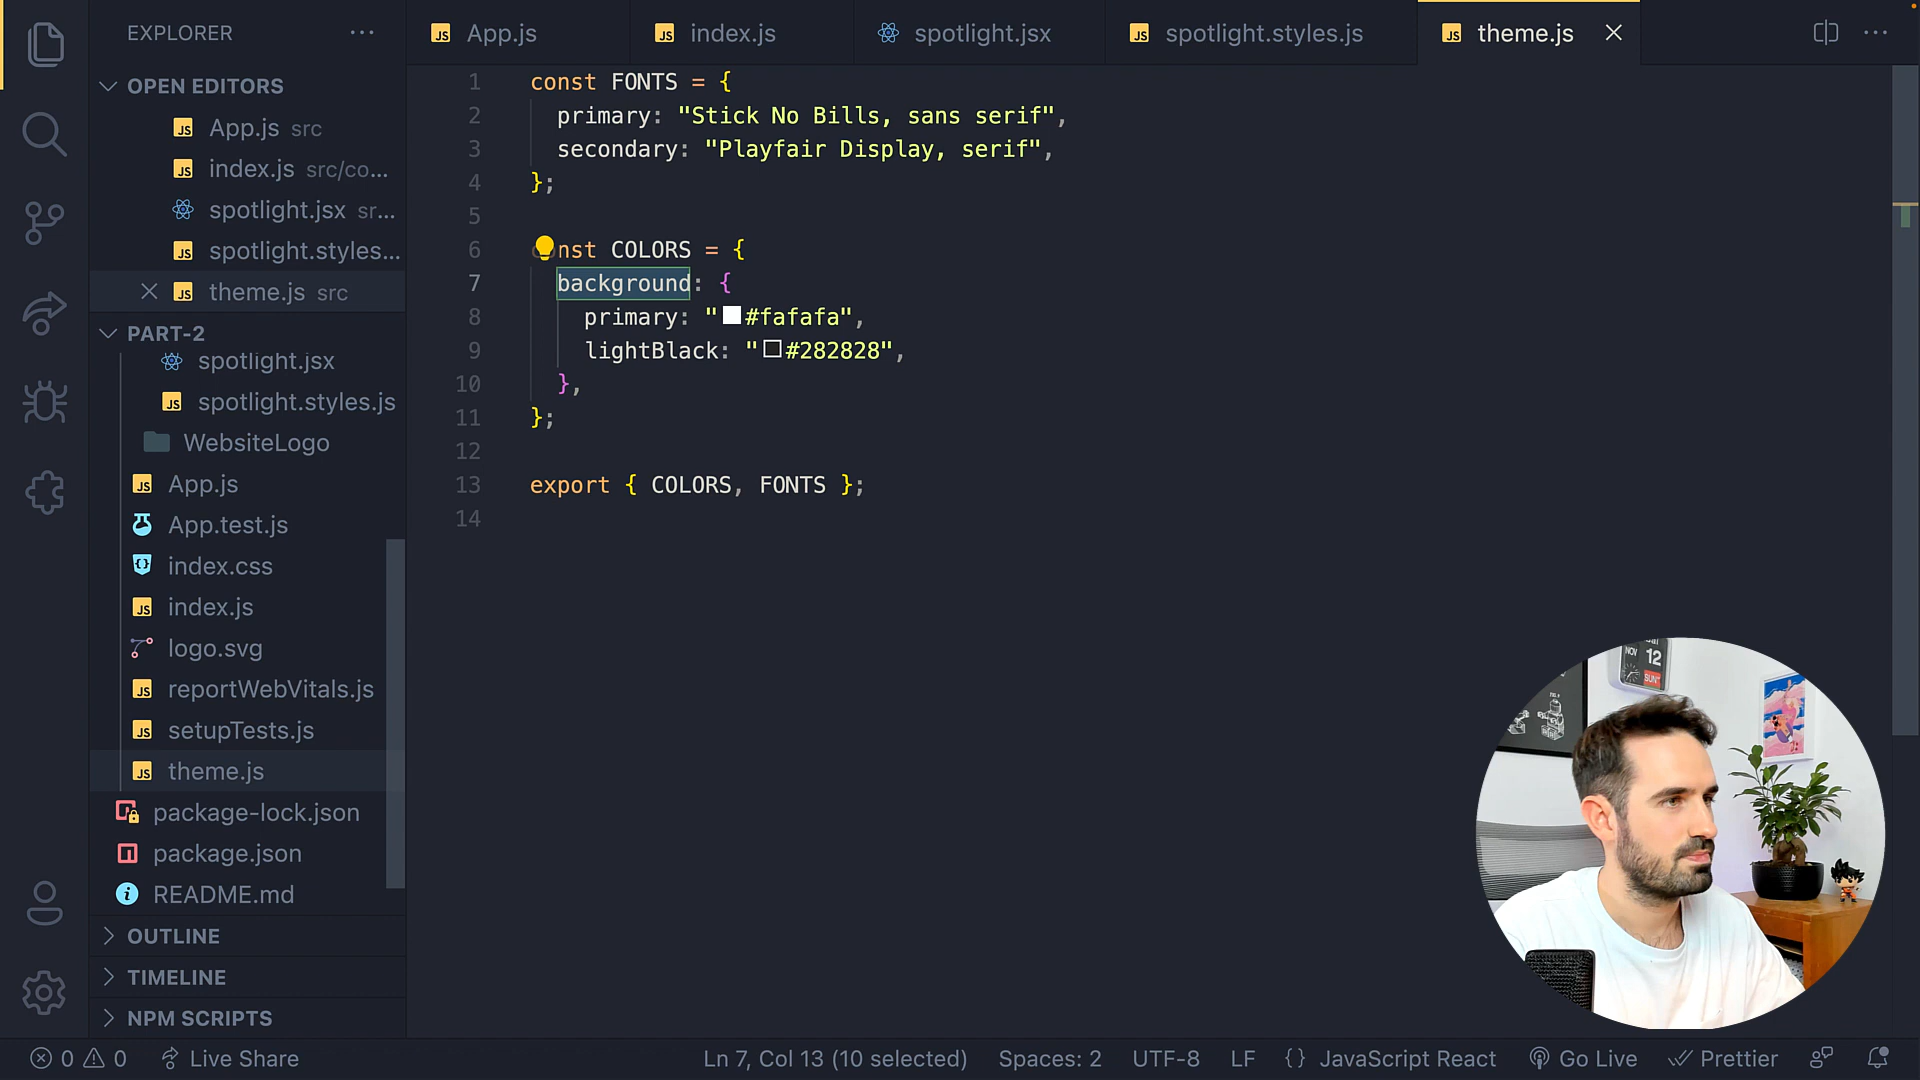 EXPLORER
App.js
index.js
spotlight.jsx
spotlight.styles.js
theme.js
OPEN EDITORS
App.js src
index.js src/co...
spotlight.jsx sr...
spotlight.styles...
theme.js src
PART-2
spotlight.jsx
spotlight.styles.js
WebsiteLogo
App.js
App.test.js
index.css
index.js
logo.svg
reportWebVitals.js
setupTests.js
theme.js
package-lock.json
package.json
README.md
OUTLINE
TIMELINE
NPM SCRIPTS
1 const FONTS = {
2 primary: "Stick No Bills, sans serif",
3 secondary: "Playfair Display, serif",
4 };
5
6 nst COLORS = {
7 background: {
8 primary: "#fafafa",
9 lightBlack: "#282828",
10 },
11 };
12
13 export { COLORS, FONTS };
14
NOV 12
SUN
0 0 Live Share Ln 7, Col 13 (10 selected) Spaces: 2 UTF-8 LF {} JavaScript React Go Live Prettier